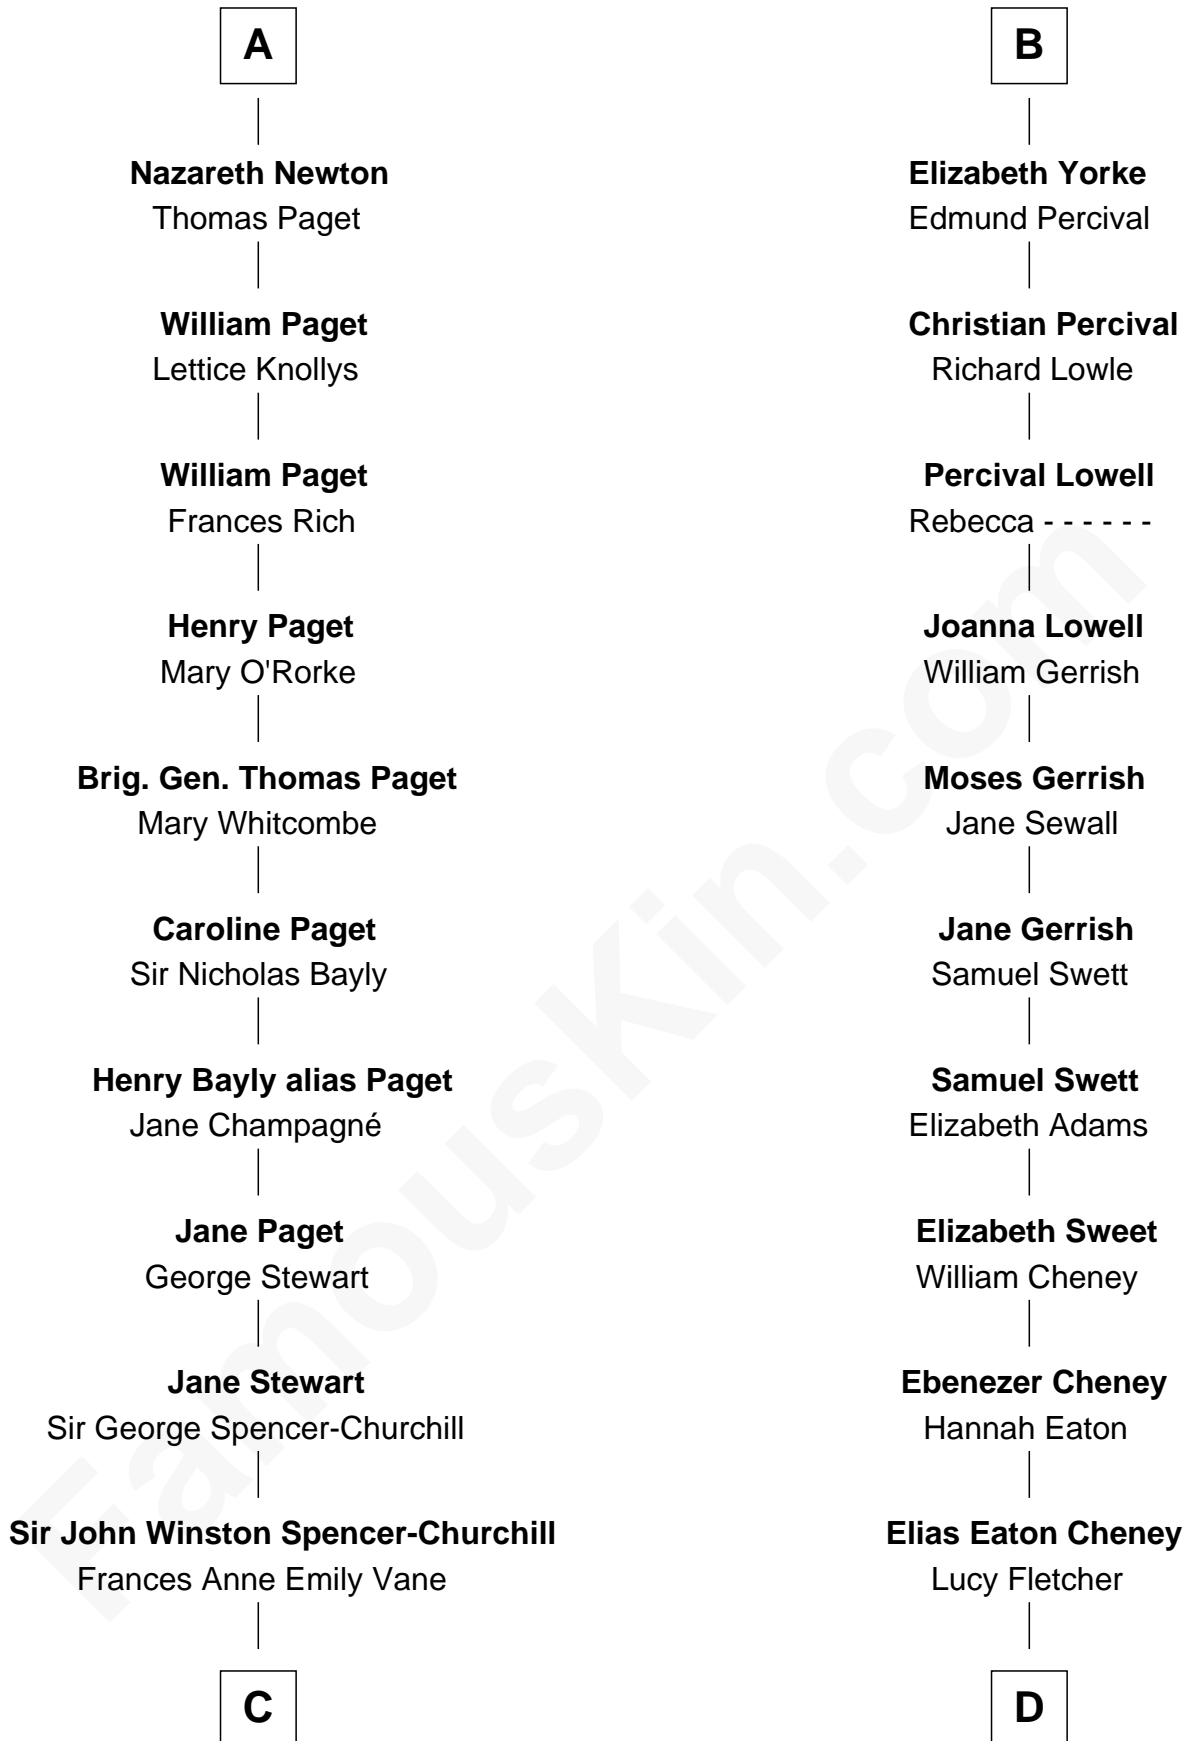 A
Nazareth Newton
Thomas Paget
William Paget
Lettice Knollys
William Paget
Frances Rich
Henry Paget
Mary O'Rorke
Brig. Gen. Thomas Paget
Mary Whitcombe
Caroline Paget
Sir Nicholas Bayly
Henry Bayly alias Paget
Jane Champagné
Jane Paget
George Stewart
Jane Stewart
Sir George Spencer-Churchill
Sir John Winston Spencer-Churchill
Frances Anne Emily Vane
C
B
Elizabeth Yorke
Edmund Percival
Christian Percival
Richard Lowle
Percival Lowell
Rebecca - - - - - -
Joanna Lowell
William Gerrish
Moses Gerrish
Jane Sewall
Jane Gerrish
Samuel Swett
Samuel Swett
Elizabeth Adams
Elizabeth Sweet
William Cheney
Ebenezer Cheney
Hannah Eaton
Elias Eaton Cheney
Lucy Fletcher
D
FamousKin.com